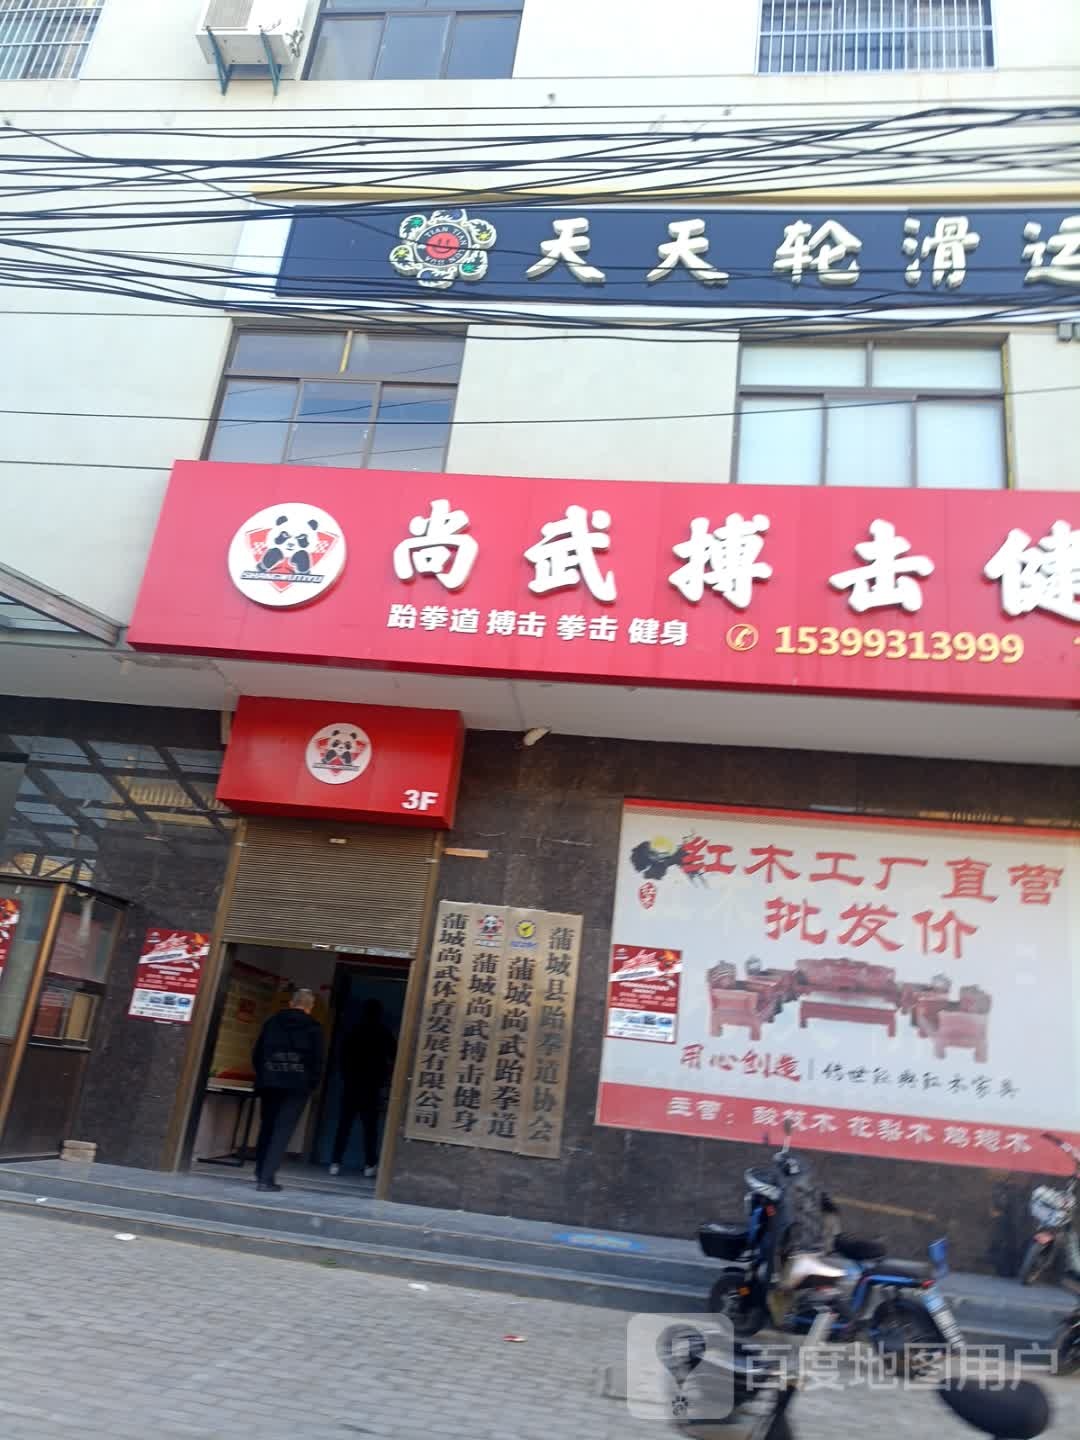 TIAN TIAN
天天轮滑运
尚武搏击健
SHANGWUTIYU
跆拳道 搏击 拳击 健身
15399313999
3F
蒲城县跆拳道协会
蒲城尚武跆拳道
蒲城尚武搏击健身
蒲城尚武体育发展有限公司
红木工厂直营
批发价
用心创造 | 传世经典红木家具
主营：酸枝木 花梨木 鸡翅木
百度地图用户